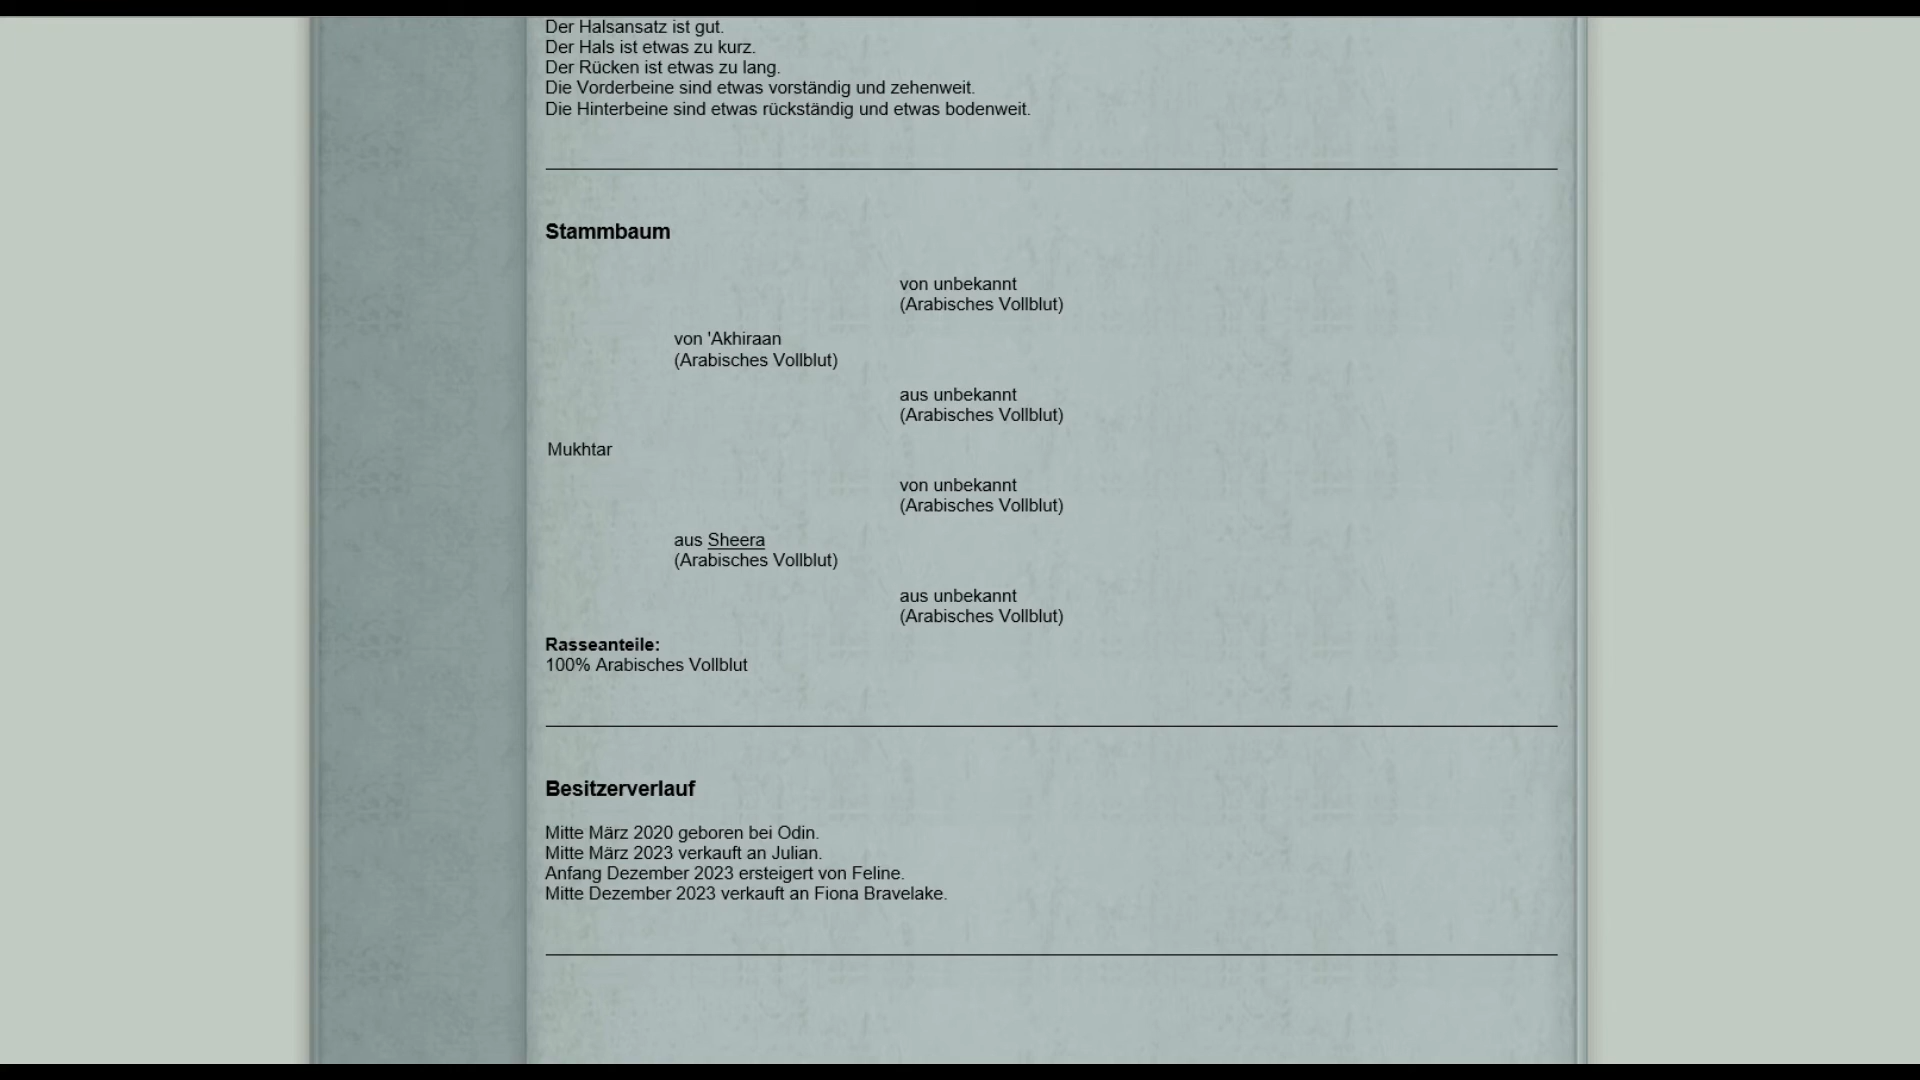 Der Halsansatz ist gut.
Der Hals ist etwas zu kurz.
Der Rücken ist etwas zu lang.
Die Vorderbeine sind etwas vorständig und zehenweit.
Die Hinterbeine sind etwas rückständig und etwas bodenweit.
Stammbaum
von unbekannt
(Arabisches Vollblut)
von 'Akhiraan
(Arabisches Vollblut)
aus unbekannt
(Arabisches Vollblut)
Mukhtar
von unbekannt
(Arabisches Vollblut)
aus Sheera
(Arabisches Vollblut)
aus unbekannt
(Arabisches Vollblut)
Rasseanteile:
100% Arabisches Vollblut
Besitzerverlauf
Mitte März 2020 geboren bei Odin.
Mitte März 2023 verkauft an Julian.
Anfang Dezember 2023 ersteigert von Feline.
Mitte Dezember 2023 verkauft an Fiona Bravelake.